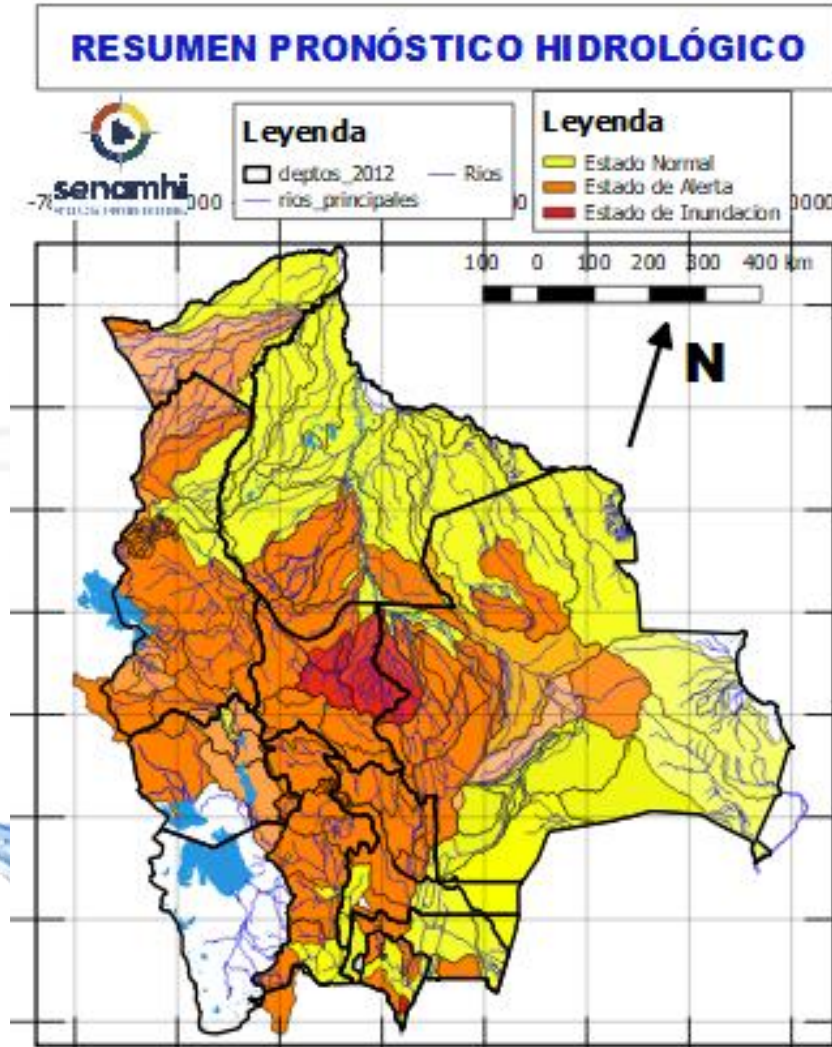 RESUMEN PRONÓSTICO HIDROLÓGICO
senamhi
Leyenda
deptos_2012
Rios
rios_principales
Leyenda
Estado Normal
Estado de Alerta
Estado de Inundacion
100 0 100 200 300 400 km
N